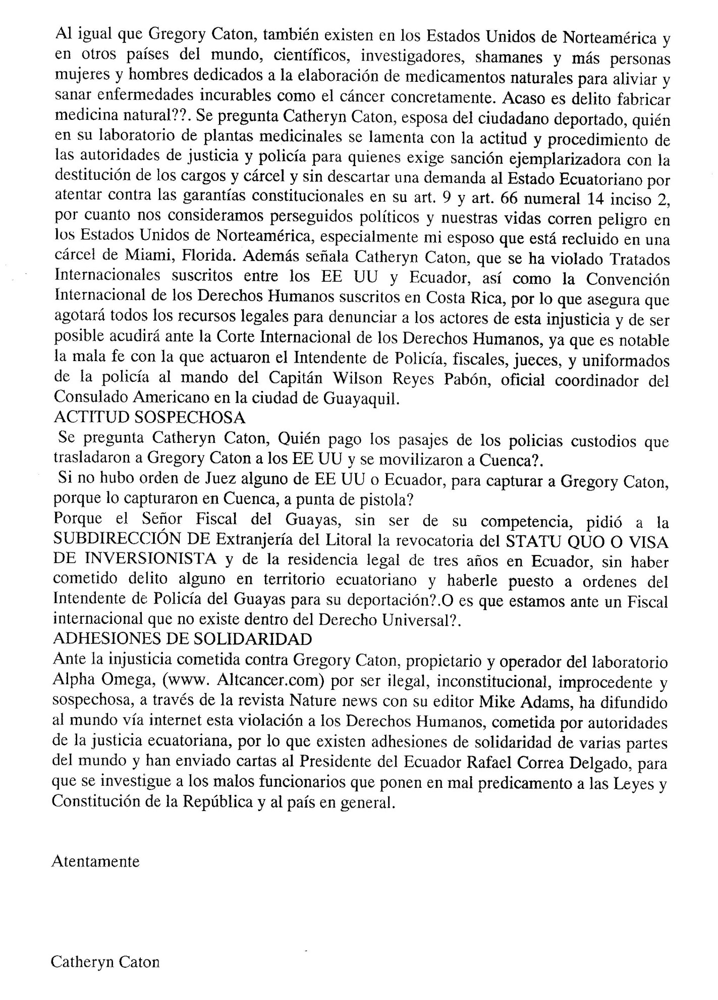 Al igual que Gregory Caton, también existen en los Estados Unidos de Norteamérica y
en otros países del mundo, científicos, investigadores, shamanes y más personas
mujeres y hombres dedicados a la elaboración de medicamentos naturales para aliviar y
sanar enfermedades incurables como el cáncer concretamente. Acaso es delito fabricar
medicina natural??. Se pregunta Catheryn Caton, esposa del ciudadano deportado, quién
en su laboratorio de plantas medicinales se lamenta con la actitud y procedimiento de
las autoridades de justicia y policía para quienes exige sanción ejemplarizadora con la
destitución de los cargos y cárcel y sin descartar una demanda al Estado Ecuatoriano por
atentar contra las garantías constitucionales en su art. 9 y art. 66 numeral 14 inciso 2,
por cuanto nos consideramos perseguidos políticos y nuestras vidas corren peligro en
los Estados Unidos de Norteamérica, especialmente mi esposo que está recluido en una
cárcel de Miami, Florida. Además señala Catheryn Caton, que se ha violado Tratados
Internacionales suscritos entre los EE UU y Ecuador, así como la Convención
Internacional de los Derechos Humanos suscritos en Costa Rica, por lo que asegura que
agotará todos los recursos legales para denunciar a los actores de esta injusticia y de ser
posible acudirá ante la Corte Internacional de los Derechos Humanos, ya que es notable
la mala fe con la que actuaron el Intendente de Policía, fiscales, jueces, y uniformados
de la policía al mando del Capitán Wilson Reyes Pabón, oficial coordinador del
Consulado Americano en la ciudad de Guayaquil.
ACTITUD SOSPECHOSA
Se pregunta Catheryn Caton, Quién pago los pasajes de los policias custodios que
trasladaron a Gregory Caton a los EE UU y se movilizaron a Cuenca?.
Si no hubo orden de Juez alguno de EE UU o Ecuador, para capturar a Gregory Caton,
porque lo capturaron en Cuenca, a punta de pistola?
Porque el Señor Fiscal del Guayas, sin ser de su competencia, pidió a la
SUBDIRECCIÓN DE Extranjería del Litoral la revocatoria del STATU QUO O VISA
DE INVERSIONISTA y de la residencia legal de tres años en Ecuador, sin haber
cometido delito alguno en territorio ecuatoriano y haberle puesto a ordenes del
Intendente de Policía del Guayas para su deportación?.O es que estamos ante un Fiscal
internacional que no existe dentro del Derecho Universal?.
ADHESIONES DE SOLIDARIDAD
Ante la injusticia cometida contra Gregory Caton, propietario y operador del laboratorio
Alpha Omega, (www. Altcancer.com) por ser ilegal, inconstitucional, improcedente y
sospechosa, a través de la revista Nature news con su editor Mike Adams, ha difundido
al mundo vía internet esta violación a los Derechos Humanos, cometida por autoridades
de la justicia ecuatoriana, por lo que existen adhesiones de solidaridad de varias partes
del mundo y han enviado cartas al Presidente del Ecuador Rafael Correa Delgado, para
que se investigue a los malos funcionarios que ponen en mal predicamento a las Leyes y
Constitución de la República y al país en general.
Atentamente
Catheryn Caton